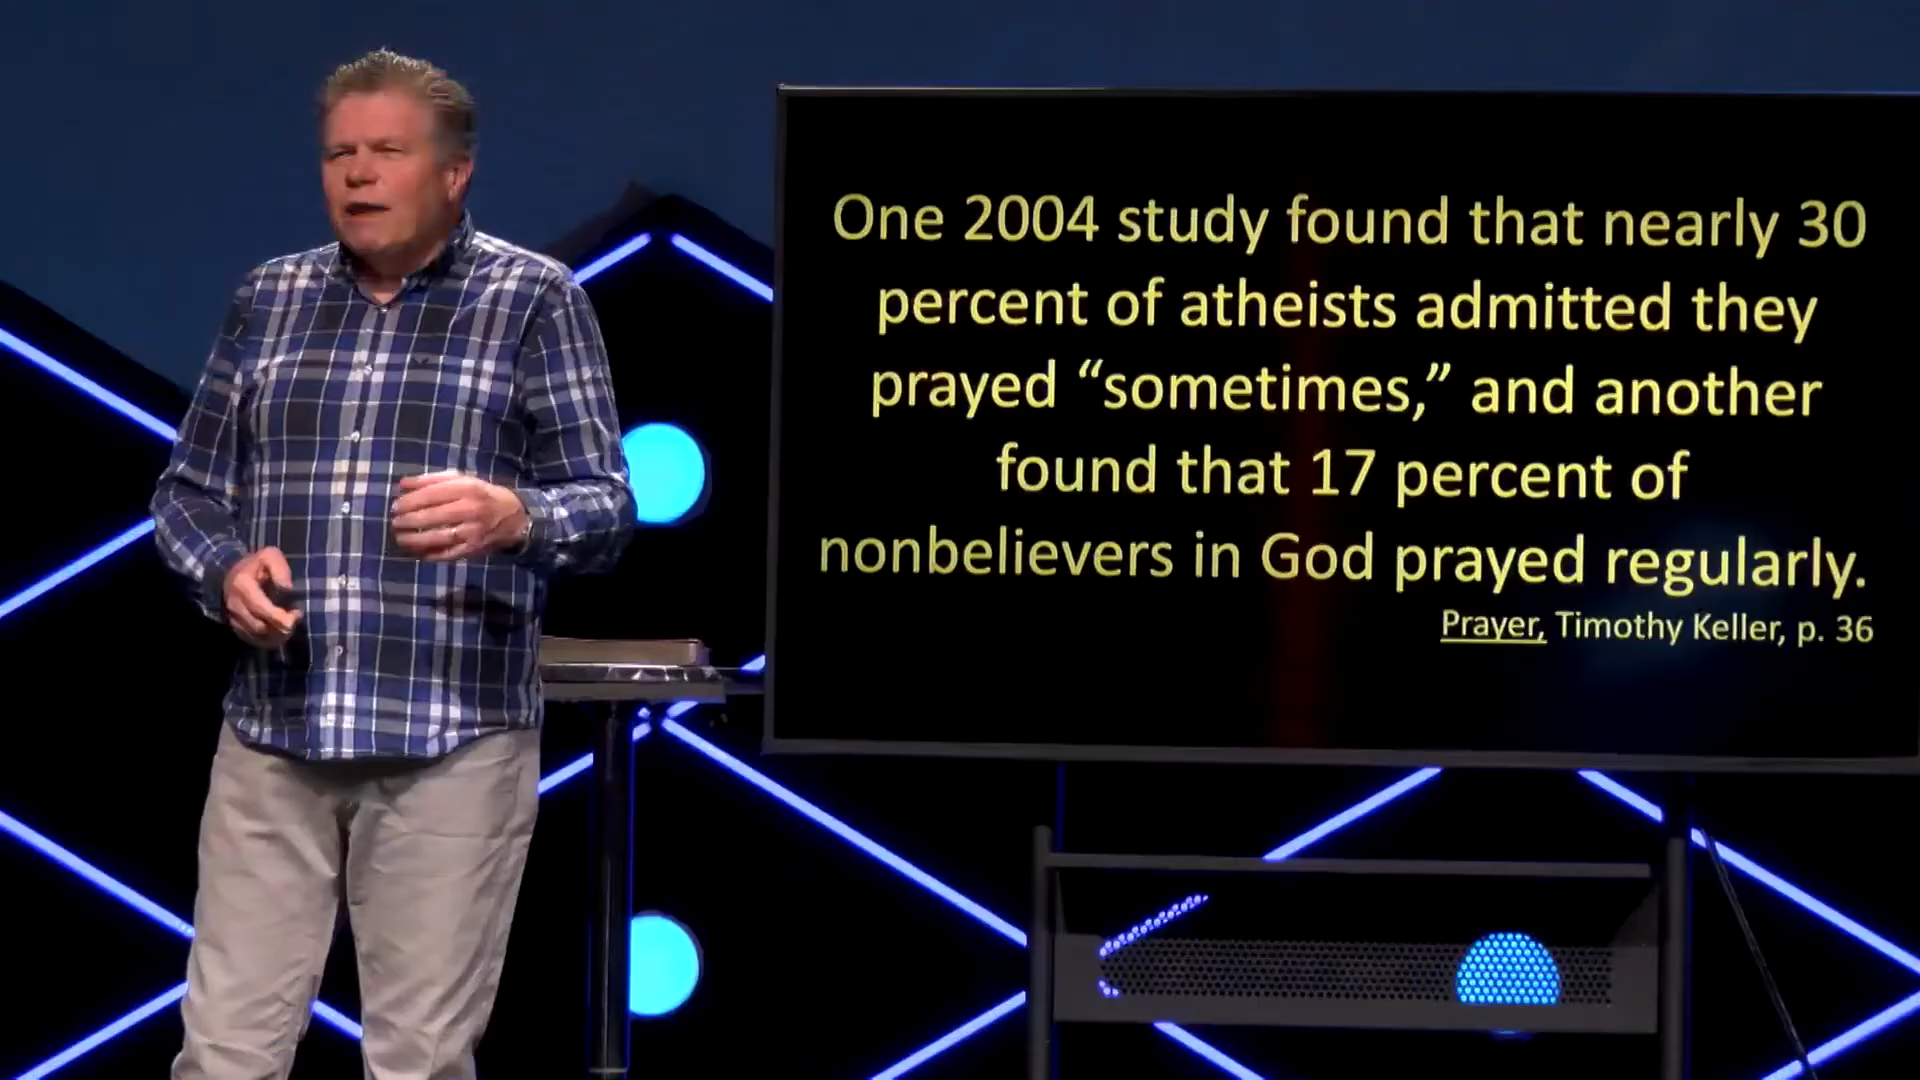 One 2004 study found that nearly 30
percent of atheists admitted they
prayed “sometimes,” and another
found that 17 percent of
nonbelievers in God prayed regularly.
Prayer, Timothy Keller, p. 36